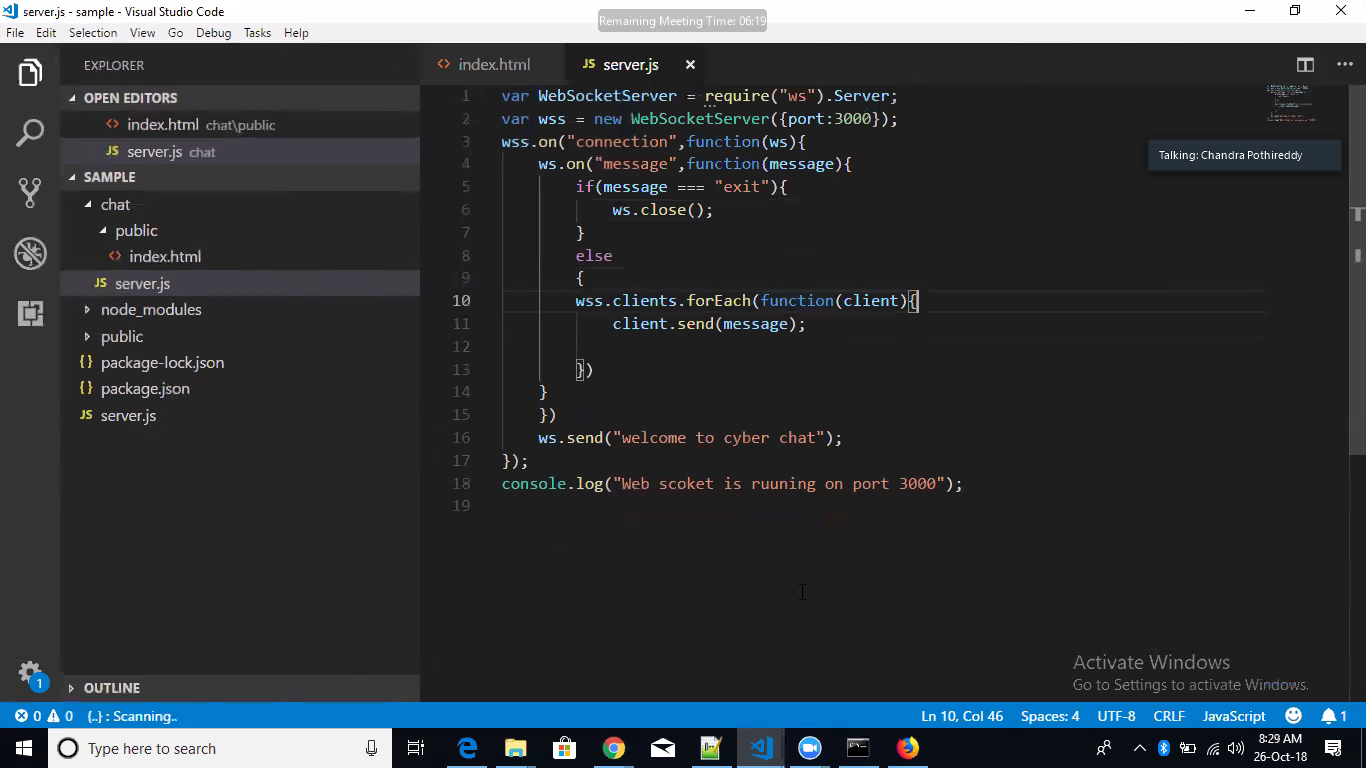 server.js - sample - Visual Studio Code
Remaining Meeting Time: 06:19
File Edit Selection View Go Debug Tasks Help
EXPLORER
OPEN EDITORS
index.html chat\public
JS server.js chat
SAMPLE
chat
public
index.html
JS server.js
node_modules
public
{} package-lock.json
{} package.json
JS server.js
OUTLINE
1
index.html
JS server.js
1 var WebSocketServer = require("ws").Server;
2 var wss = new WebSocketServer({port:3000});
3 wss.on("connection",function(ws){
4 ws.on("message",function(message){
5 if(message === "exit"){
6 ws.close();
7 }
8 else
9 {
10 wss.clients.forEach(function(client){
11 client.send(message);
12
13 })
14 }
15 })
16 ws.send("welcome to cyber chat");
17 });
18 console.log("Web scoket is ruuning on port 3000");
19
Talking: Chandra Pothireddy
Activate Windows
Go to Settings to activate Windows.
0 0 {..} : Scanning.. Ln 10, Col 46 Spaces: 4 UTF-8 CRLF JavaScript 1
Type here to search
8:29 AM
26-Oct-18